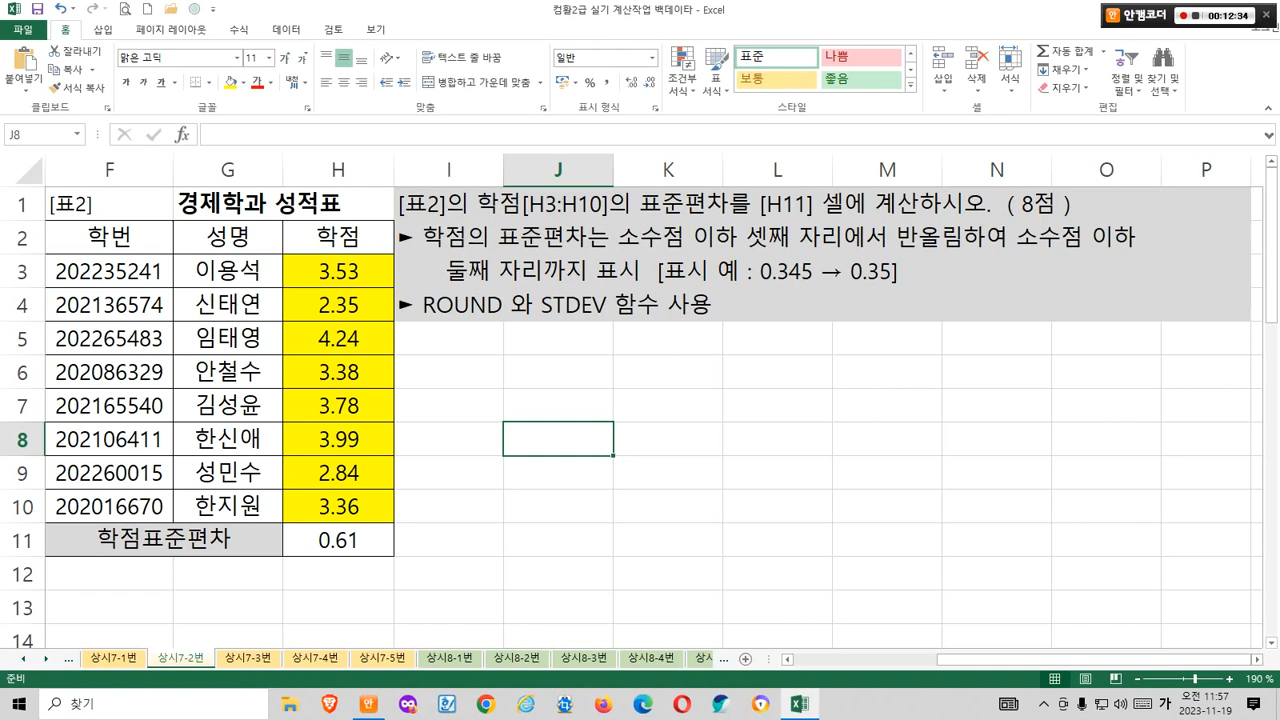 컴활2급 실기 계산작업 백데이타 - Excel
안캠코더 00:12:34
파일 홈 삽입 페이지 레이아웃 수식 데이터 검토 보기
붙여넣기 잘라내기 복사 서식 복사 클립보드
맑은 고딕 11 가 가 가 가 글꼴
텍스트 줄 바꿈 병합하고 가운데 맞춤 맞춤
일반 % 표시 형식
조건부 서식 표 서식 표준 나쁨 보통 좋음 스타일
삽입 삭제 서식 셀
자동 합계 채우기 지우기 정렬 및 필터 찾기 및 선택 편집
J8 fx
F G H I J K L M N O P
1 [표2] 경제학과 성적표 [표2]의 학점[H3:H10]의 표준편차를 [H11] 셀에 계산하시오. ( 8점 )
2 학번 성명 학점 ► 학점의 표준편차는 소수점 이하 셋째 자리에서 반올림하여 소수점 이하
3 202235241 이용석 3.53 둘째 자리까지 표시 [표시 예 : 0.345 → 0.35]
4 202136574 신태연 2.35 ► ROUND 와 STDEV 함수 사용
5 202265483 임태영 4.24
6 202086329 안철수 3.38
7 202165540 김성윤 3.78
8 202106411 한신애 3.99
9 202260015 성민수 2.84
10 202016670 한지원 3.36
11 학점표준편차 0.61
12
13
14
... 상시7-1번 상시7-2번 상시7-3번 상시7-4번 상시7-5번 상시8-1번 상시8-2번 상시8-3번 상시8-4번 상 ...
준비 190 %
찾기 가 오전 11:57
2023-11-19